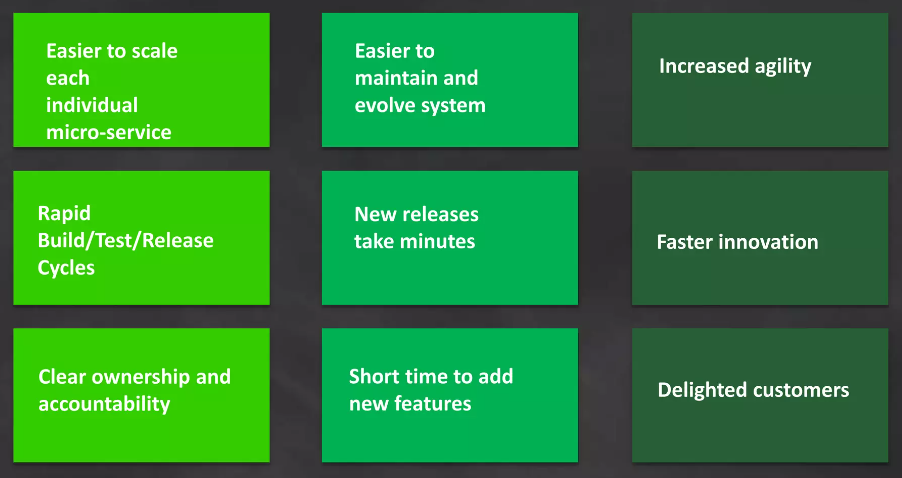 Easier to scale
each
individual
micro-service
Easier to
maintain and
evolve system
Increased agility
Rapid
Build/Test/Release
Cycles
New releases
take minutes
Faster innovation
Clear ownership and
accountability
Short time to add
new features
Delighted customers